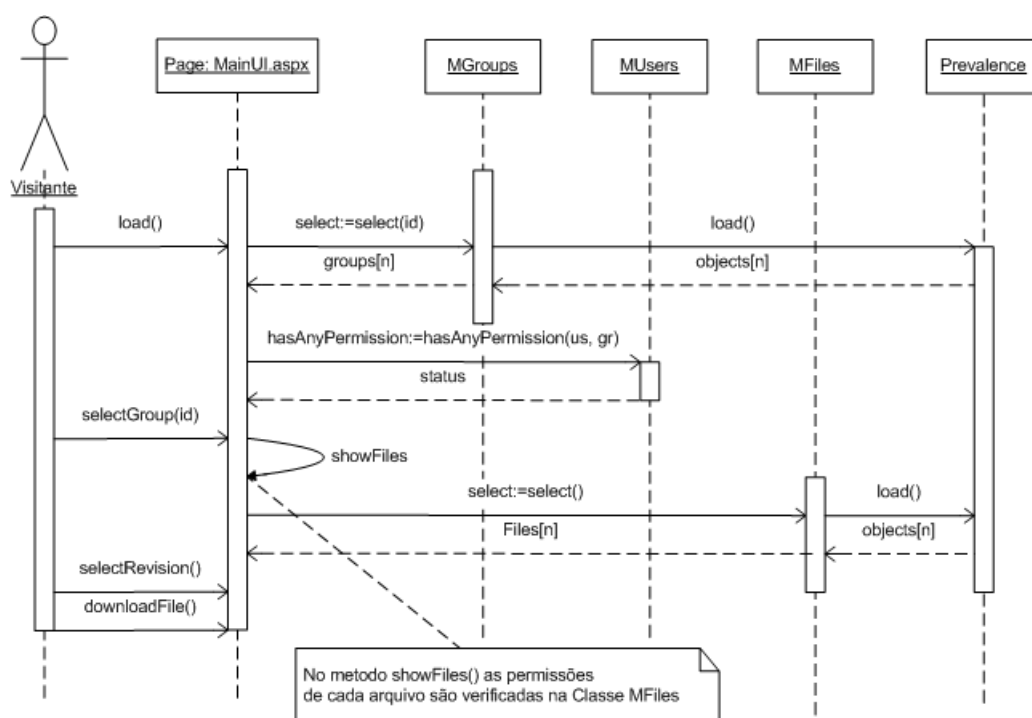 Page: MainUI.aspx
MGroups
MUsers
MFiles
Prevalence
Visitante
load()
select:=select(id)
load()
groups[n]
objects[n]
hasAnyPermission:=hasAnyPermission(us, gr)
status
selectGroup(id)
showFiles
select:=select()
load()
Files[n]
objects[n]
selectRevision()
downloadFile()
No metodo showFiles() as permissões
de cada arquivo são verificadas na Classe MFiles